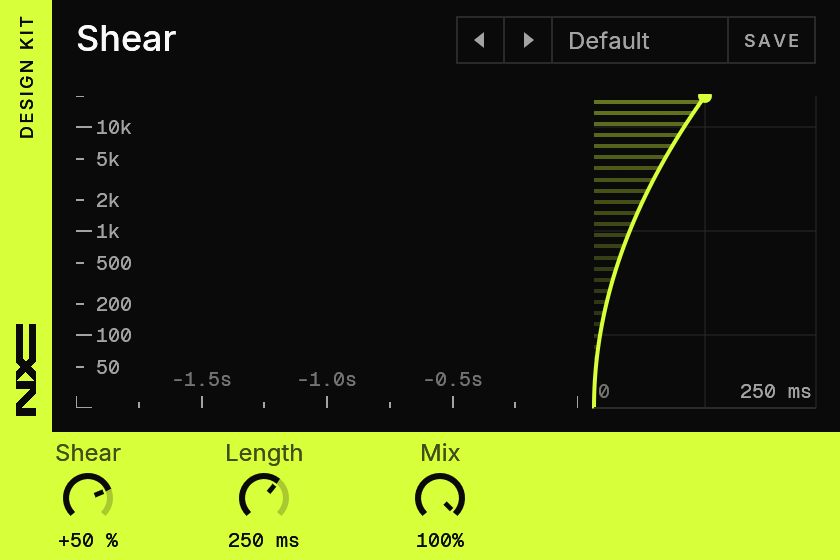 DESIGN KIT
NXE
Shear
Default
SAVE
10k
5k
2k
1k
500
200
100
50
-1.5s
-1.0s
-0.5s
0
250 ms
Shear
Length
Mix
+50 %
250 ms
100%